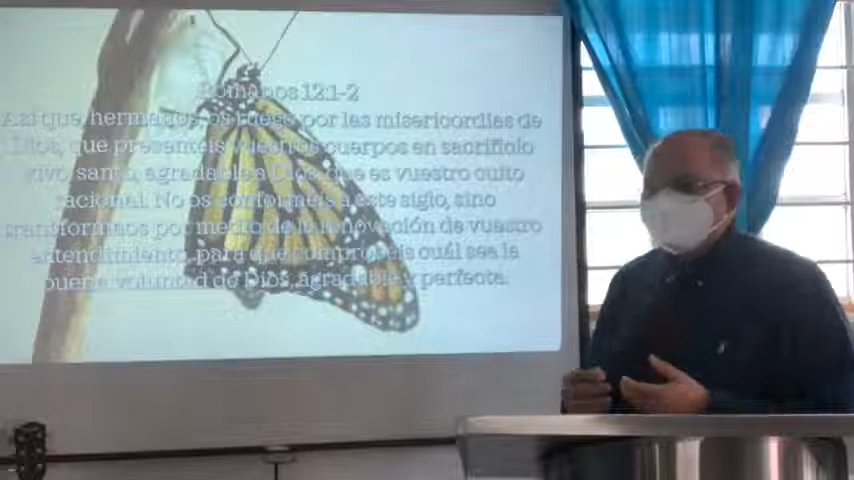 Romanos 12:1-2
Así que, hermanos, os ruego por las misericordias de
Dios, que presentéis vuestros cuerpos en sacrificio
vivo, santo, agradable a Dios, que es vuestro culto
racional. No os conforméis a este siglo, sino
transformaos por medio de la renovación de vuestro
entendimiento, para que comprobéis cuál sea la
buena voluntad de Dios, agradable y perfecta.